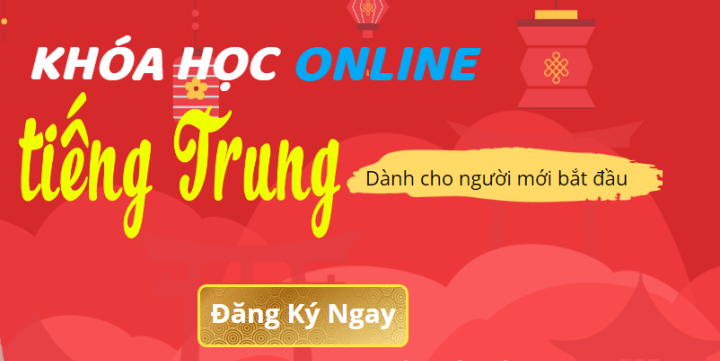 KHÓA HỌC ONLINE
tiếng Trung
Dành cho người mới bắt đầu
Đăng Ký Ngay